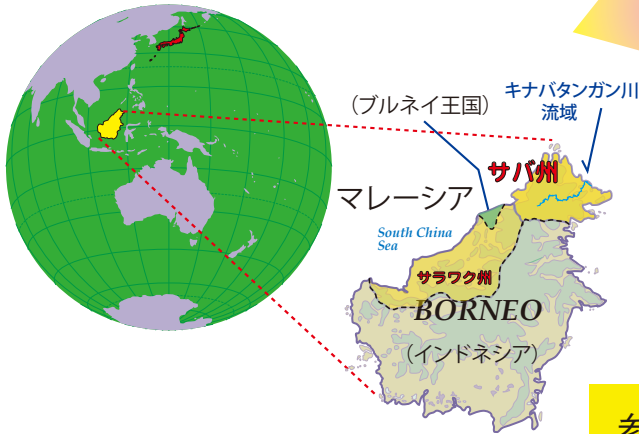 (ブルネイ王国)
キナバタンガン川
流域
サバ州
マレーシア
South China
Sea
サラワク州
BORNEO
(インドネシア)